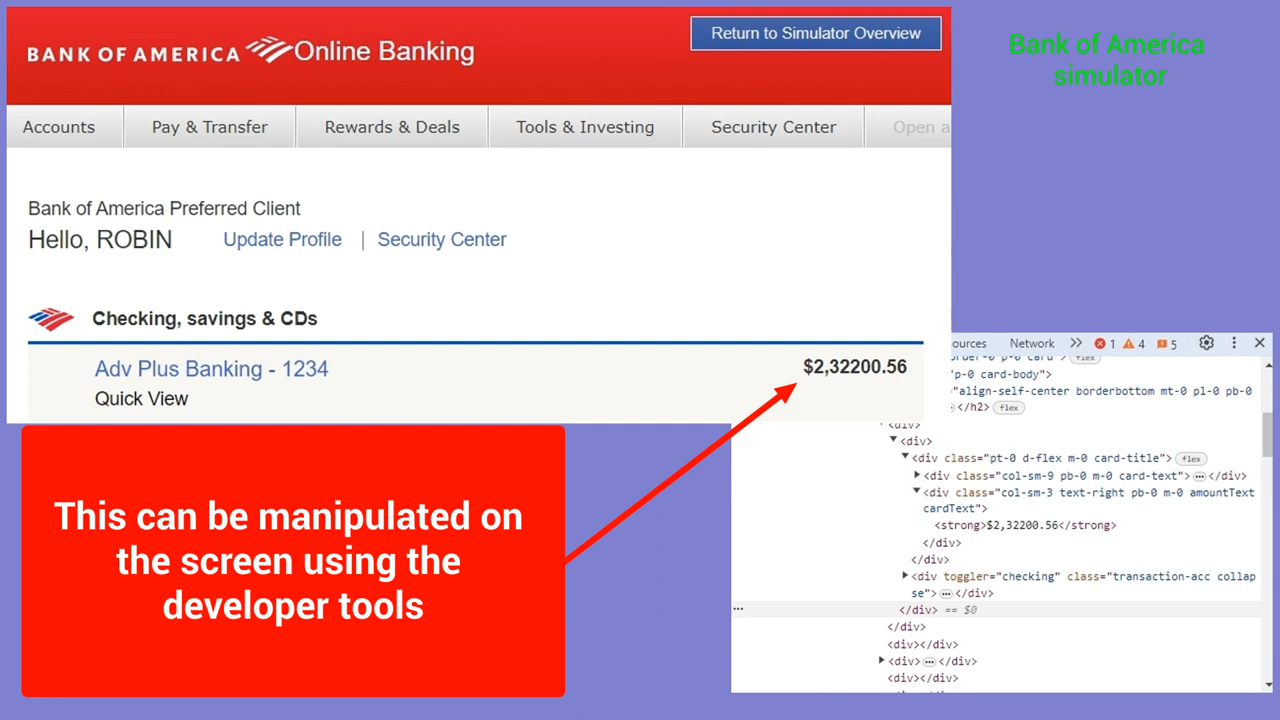 BANK OF AMERICA Online Banking
Return to Simulator Overview
Bank of America
simulator
Accounts
Pay & Transfer
Rewards & Deals
Tools & Investing
Security Center
Open a
Bank of America Preferred Client
Hello, ROBIN
Update Profile | Security Center
Checking, savings & CDs
Adv Plus Banking - 1234
$2,32200.56
Quick View
This can be manipulated on
the screen using the
developer tools
ources Network 1 4 5
order-0 p-0 card"> flex
"p-0 card-body">
="align-self-center borderbottom mt-0 pl-0 pb-0
</h2> flex
<div>
<div>
<div class="pt-0 d-flex m-0 card-title"> flex
<div class="col-sm-9 pb-0 m-0 card-text"> … </div>
<div class="col-sm-3 text-right pb-0 m-0 amountText
cardText">
<strong>$2,32200.56</strong>
</div>
</div>
<div toggler="checking" class="transaction-acc collap
se"> … </div>
… </div> == $0
</div>
<div></div>
<div> … </div>
<div></div>